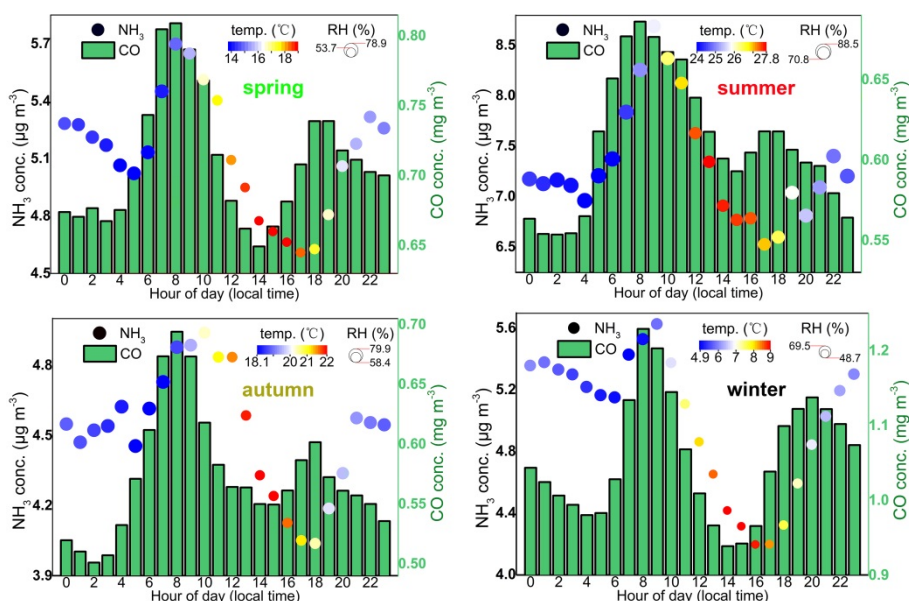 NH₃
CO
temp. (℃)
14 16 18
RH (%)
78.9
53.7
spring
NH₃ conc. (µg m⁻³)
5.7
5.4
5.1
4.8
4.5
0.80
0.75
0.70
0.65
CO conc. (mg m⁻³)
0 2 4 6 8 10 12 14 16 18 20 22
Hour of day (local time)
NH₃
CO
temp. (℃)
24 25 26 27.8
RH (%)
88.5
70.8
summer
NH₃ conc. (µg m⁻³)
8.5
8.0
7.5
7.0
6.5
0.65
0.60
0.55
CO conc. (mg m⁻³)
0 2 4 6 8 10 12 14 16 18 20 22
Hour of day (local time)
NH₃
CO
temp. (℃)
18.1 20 21 22
RH (%)
79.9
58.4
autumn
NH₃ conc. (µg m⁻³)
4.8
4.5
4.2
3.9
0.70
0.65
0.60
0.55
0.50
CO conc. (mg m⁻³)
0 2 4 6 8 10 12 14 16 18 20 22
Hour of day (local time)
NH₃
CO
temp. (℃)
4.9 6 7 8 9
RH (%)
69.5
48.7
winter
NH₃ conc. (µg m⁻³)
5.6
5.2
4.8
4.4
4.0
1.2
1.1
1.0
0.9
CO conc. (mg m⁻³)
0 2 4 6 8 10 12 14 16 18 20 22
Hour of day (local time)